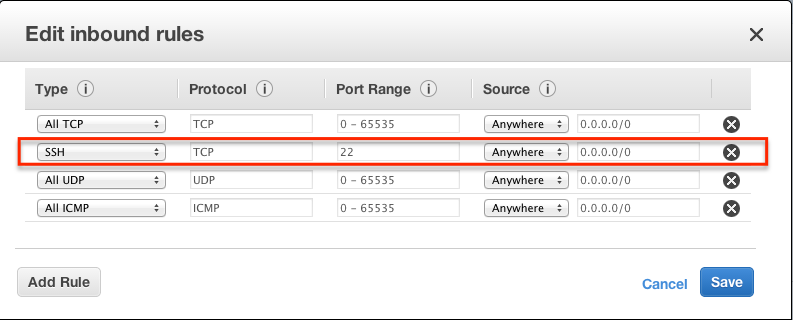 Edit inbound rules
Type Protocol Port Range Source
All TCP TCP 0 - 65535 Anywhere 0.0.0.0/0
SSH TCP 22 Anywhere 0.0.0.0/0
All UDP UDP 0 - 65535 Anywhere 0.0.0.0/0
All ICMP ICMP 0 - 65535 Anywhere 0.0.0.0/0
Add Rule Cancel Save